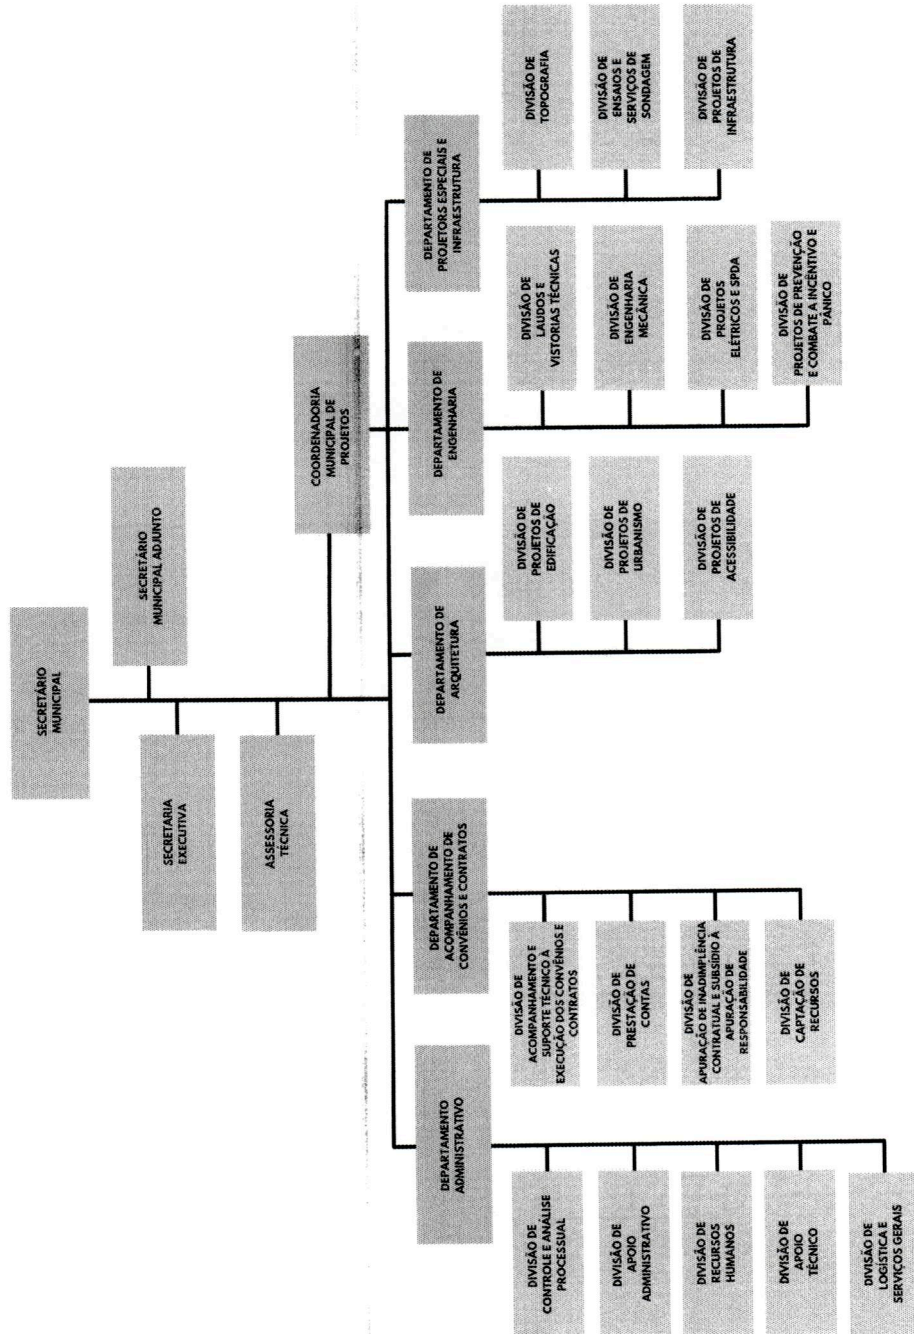 SECRETÁRIO
MUNICIPAL
SECRETÁRIO
MUNICIPAL ADJUNTO
SECRETARIA
EXECUTIVA
ASSESSORIA
TÉCNICA
COORDENADORIA
MUNICIPAL DE
PROJETOS
DEPARTAMENTO
ADMINISTRATIVO
DIVISÃO DE
CONTROLE E ANÁLISE
PROCESSUAL
DIVISÃO DE
APOIO
ADMINISTRATIVO
DIVISÃO DE
RECURSOS
HUMANOS
DIVISÃO DE
APOIO
TÉCNICO
DIVISÃO DE
LOGÍSTICA E
SERVIÇOS GERAIS
DEPARTAMENTO DE
ACOMPANHAMENTO DE
CONVÊNIOS E CONTRATOS
DIVISÃO DE
ACOMPANHAMENTO E
SUPORTE TÉCNICO À
EXECUÇÃO DOS CONVÊNIOS E
CONTRATOS
DIVISÃO DE
PRESTAÇÃO DE
CONTAS
DIVISÃO DE
APURAÇÃO DE INADIMPLÊNCIA
CONTRATUAL E SUBSÍDIO À
APURAÇÃO DE
RESPONSABILIDADE
DIVISÃO DE
CAPTAÇÃO DE
RECURSOS
DEPARTAMENTO DE
ARQUITETURA
DIVISÃO DE
PROJETOS DE
EDIFICAÇÃO
DIVISÃO DE
PROJETOS DE
URBANISMO
DIVISÃO DE
PROJETOS DE
ACESSIBILIDADE
DEPARTAMENTO DE
ENGENHARIA
DIVISÃO DE
LAUDOS E
VISTORIAS TÉCNICAS
DIVISÃO DE
ENGENHARIA
MECÂNICA
DIVISÃO DE
PROJETOS
ELÉTRICOS E SPDA
DIVISÃO DE
PROJETOS DE PREVENÇÃO
E COMBATE A INCÊNTIVO E
PÂNICO
DEPARTAMENTO DE
PROJETORS ESPECIAIS E
INFRAESTRUTURA
DIVISÃO DE
TOPOGRAFIA
DIVISÃO DE
ENSAIOS E
SERVIÇOS DE
SONDAGEM
DIVISÃO DE
PROJETOS DE
INFRAESTRUTURA